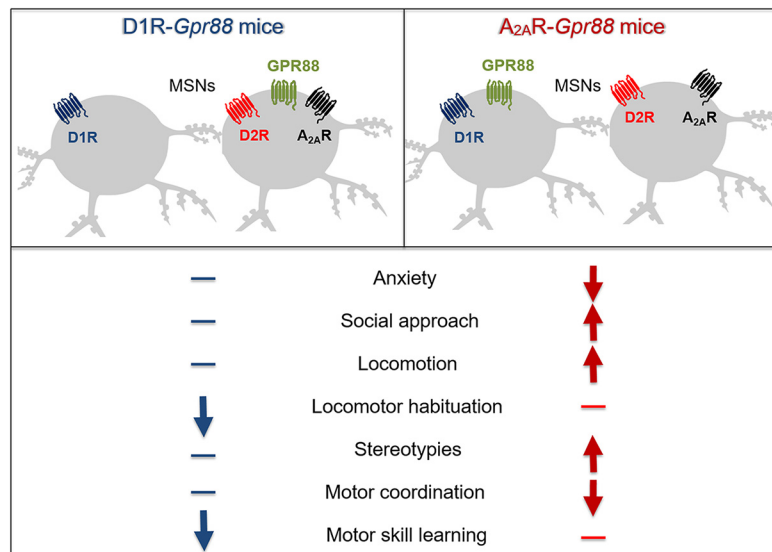 D1R-Gpr88 mice
A2AR-Gpr88 mice
GPR88
MSNs
D1R
D2R
A2AR
GPR88
MSNs
D1R
D2R
A2AR
Anxiety
Social approach
Locomotion
Locomotor habituation
Stereotypies
Motor coordination
Motor skill learning